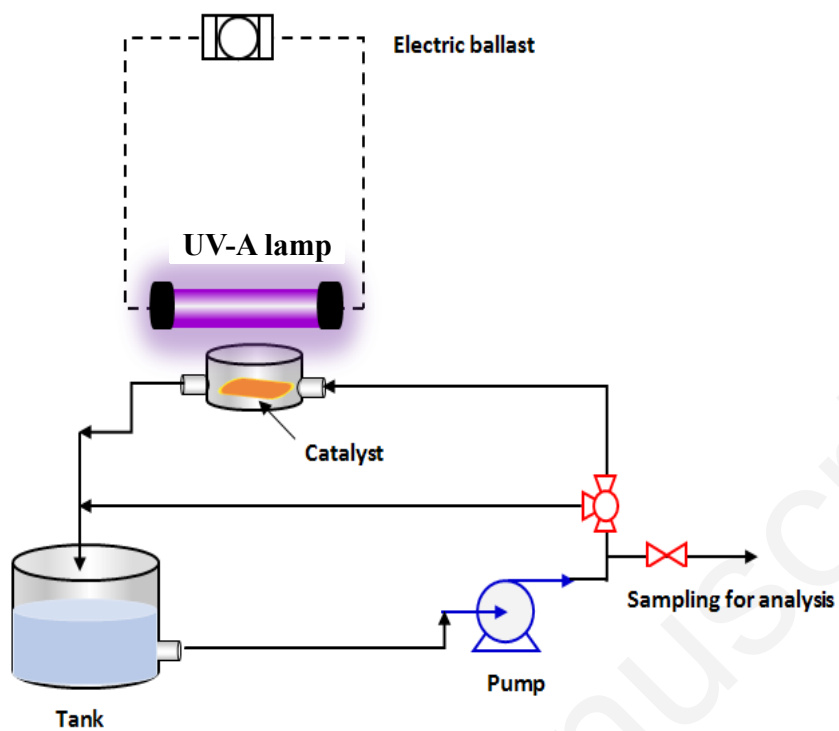 Electric ballast
UV-A lamp
Catalyst
Sampling for analysis
Pump
Tank